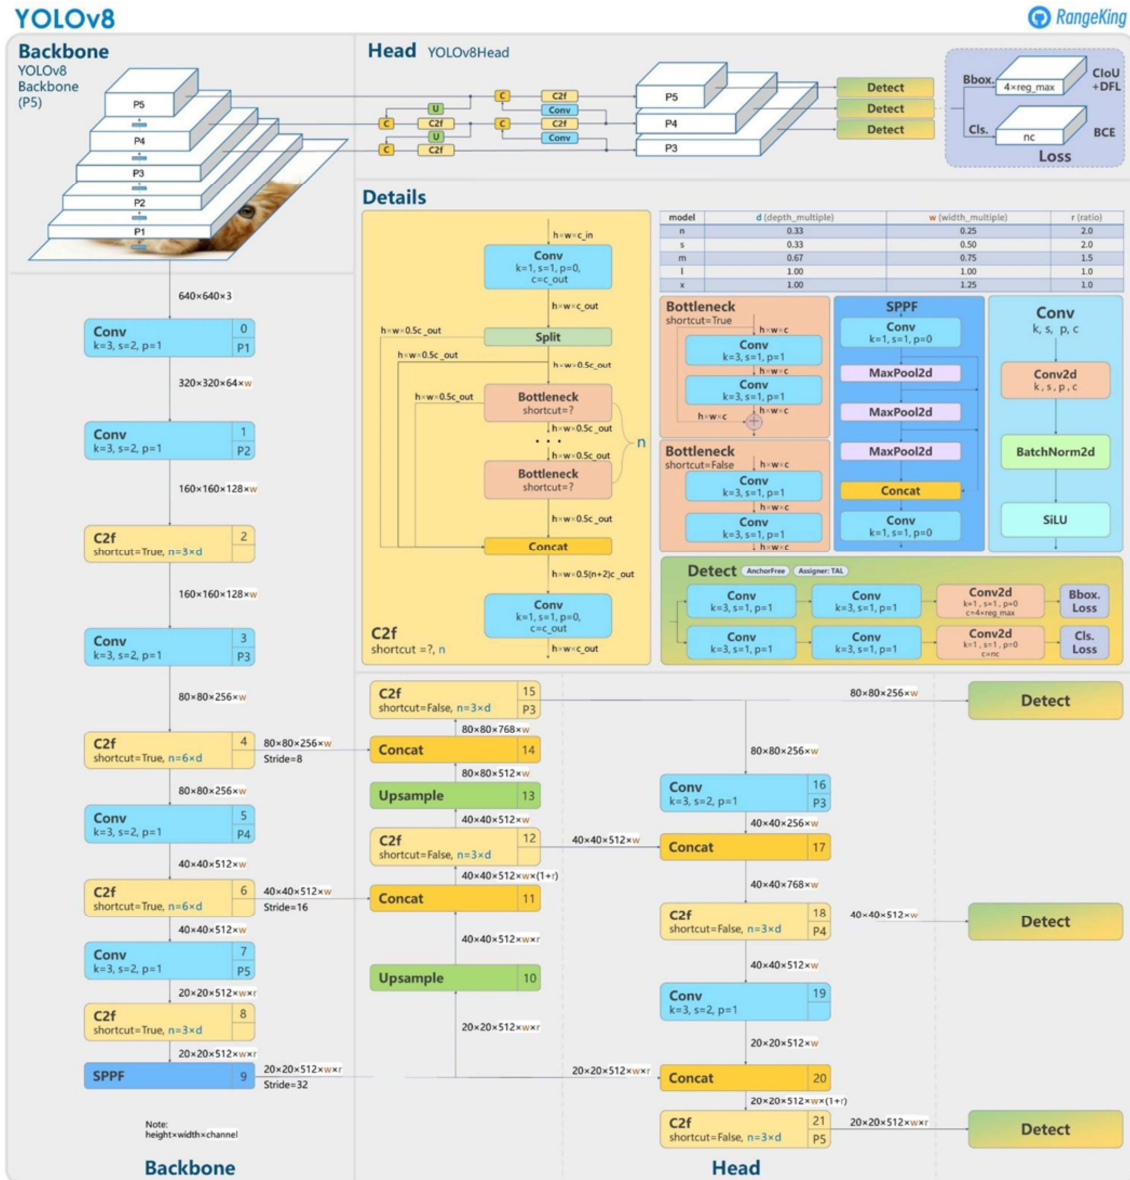 YOLOv8
RangeKing
Backbone
YOLOv8
Backbone
(P5)
P5
P4
P3
P2
P1
Head YOLOv8Head
C
C2f
U
Conv
C
C2f
C
C2f
U
Conv
C
C2f
P5
P4
P3
Detect
Detect
Detect
Bbox.
4×reg_max
CIoU
+DFL
Cls.
nc
BCE
Loss
Details
h×w×c_in
Conv
k=1, s=1, p=0,
c=c_out
h×w×c_out
h×w×0.5c_out
Split
h×w×0.5c_out
h×w×0.5c_out
h×w×0.5c_out
Bottleneck
shortcut=?
h×w×0.5c_out
. . .
h×w×0.5c_out
n
Bottleneck
shortcut=?
h×w×0.5c_out
Concat
h×w×0.5(n+2)c_out
Conv
k=1, s=1, p=0,
c=c_out
h×w×c_out
C2f
shortcut =?, n
model d (depth_multiple) w (width_multiple) r (ratio)
n 0.33 0.25 2.0
s 0.33 0.50 2.0
m 0.67 0.75 1.5
l 1.00 1.00 1.0
x 1.00 1.25 1.0
Bottleneck
shortcut=True
h×w×c
Conv
k=3, s=1, p=1
h×w×c
Conv
k=3, s=1, p=1
h×w×c
h×w×c
+
Bottleneck
shortcut=False
h×w×c
Conv
k=3, s=1, p=1
h×w×c
Conv
k=3, s=1, p=1
h×w×c
SPPF
Conv
k=1, s=1, p=0
MaxPool2d
MaxPool2d
MaxPool2d
Concat
Conv
k=1, s=1, p=0
Conv
k, s, p, c
Conv2d
k, s, p, c
BatchNorm2d
SiLU
Detect AnchorFree Assigner: TAL
Conv
k=3, s=1, p=1
Conv
k=3, s=1, p=1
Conv2d
k=1, s=1, p=0
c=4×reg_max
Bbox.
Loss
Conv
k=3, s=1, p=1
Conv
k=3, s=1, p=1
Conv2d
k=1, s=1, p=0
c=nc
Cls.
Loss
640×640×3
Conv 0
k=3, s=2, p=1 P1
320×320×64×w
Conv 1
k=3, s=2, p=1 P2
160×160×128×w
C2f 2
shortcut=True, n=3×d
160×160×128×w
Conv 3
k=3, s=2, p=1 P3
80×80×256×w
C2f 4
shortcut=True, n=6×d
80×80×256×w
Stride=8
80×80×256×w
Conv 5
k=3, s=2, p=1 P4
40×40×512×w
C2f 6
shortcut=True, n=6×d
40×40×512×w
Stride=16
40×40×512×w
Conv 7
k=3, s=2, p=1 P5
20×20×512×w×r
C2f 8
shortcut=True, n=3×d
20×20×512×w×r
SPPF 9
20×20×512×w×r
Stride=32
Note:
height×width×channel
Backbone
C2f 15
shortcut=False, n=3×d P3
80×80×768×w
Concat 14
80×80×512×w
Upsample 13
40×40×512×w
C2f 12
shortcut=False, n=3×d
40×40×512×w×(1+r)
Concat 11
40×40×512×w×r
Upsample 10
20×20×512×w×r
80×80×256×w
Detect
80×80×256×w
Conv 16
k=3, s=2, p=1 P3
40×40×256×w
40×40×512×w
Concat 17
40×40×768×w
C2f 18
shortcut=False, n=3×d P4
40×40×512×w
Detect
40×40×512×w
Conv 19
k=3, s=2, p=1
20×20×512×w
20×20×512×w×r
Concat 20
20×20×512×w×(1+r)
C2f 21
shortcut=False, n=3×d P5
20×20×512×w×r
Detect
Head